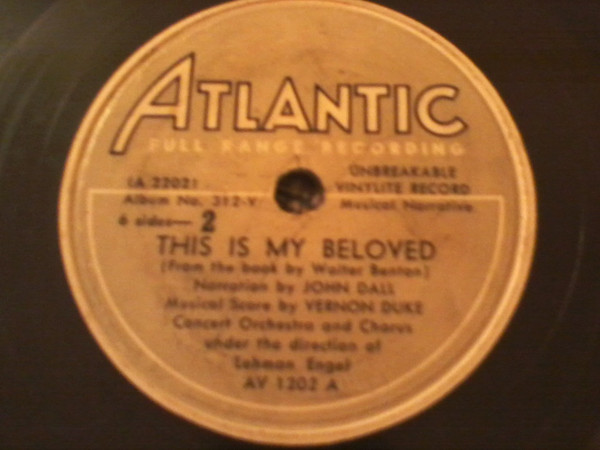 ATLANTIC
FULL RANGE RECORDING
UNBREAKABLE
(A 2202) VINYLITE RECORD
Album No. 312-V Musical Narrative
6 sides—2
THIS IS MY BELOVED
(From the book by Walter Benton)
Narration by JOHN DALL
Musical Score by VERNON DUKE
Concert Orchestra and Chorus
under the direction of
Lehman Engel
AV 1202 A